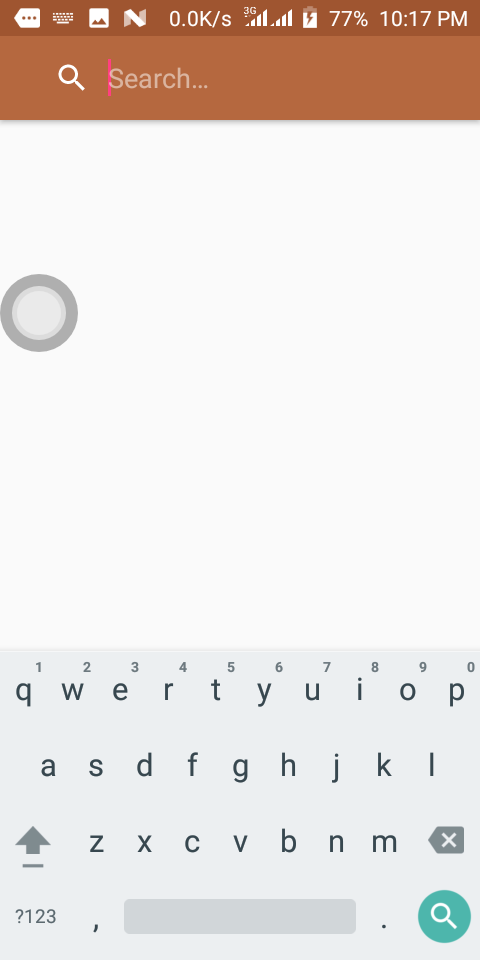 0.0K/s 3G 77% 10:17 PM
Search...
1 2 3 4 5 6 7 8 9 0
q w e r t y u i o p
a s d f g h j k l
z x c v b n m
?123 , .